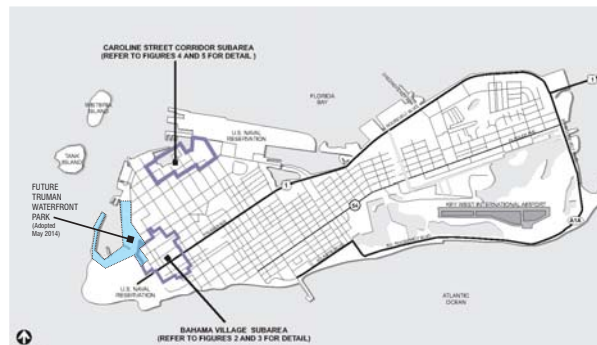 CAROLINE STREET CORRIDOR SUBAREA
(REFER TO FIGURES 4 AND 5 FOR DETAIL )
FLORIDA
BAY
1
U.S. NAVAL
RESERVATION
TANK
ISLAND
1
FUTURE
TRUMAN
WATERFRONT
PARK
(Adopted
May 2014)
KEY WEST INTERNATIONAL AIRPORT
A1A
U.S. NAVAL
RESERVATION
ATLANTIC
OCEAN
BAHAMA VILLAGE SUBAREA
(REFER TO FIGURES 2 AND 3 FOR DETAIL)